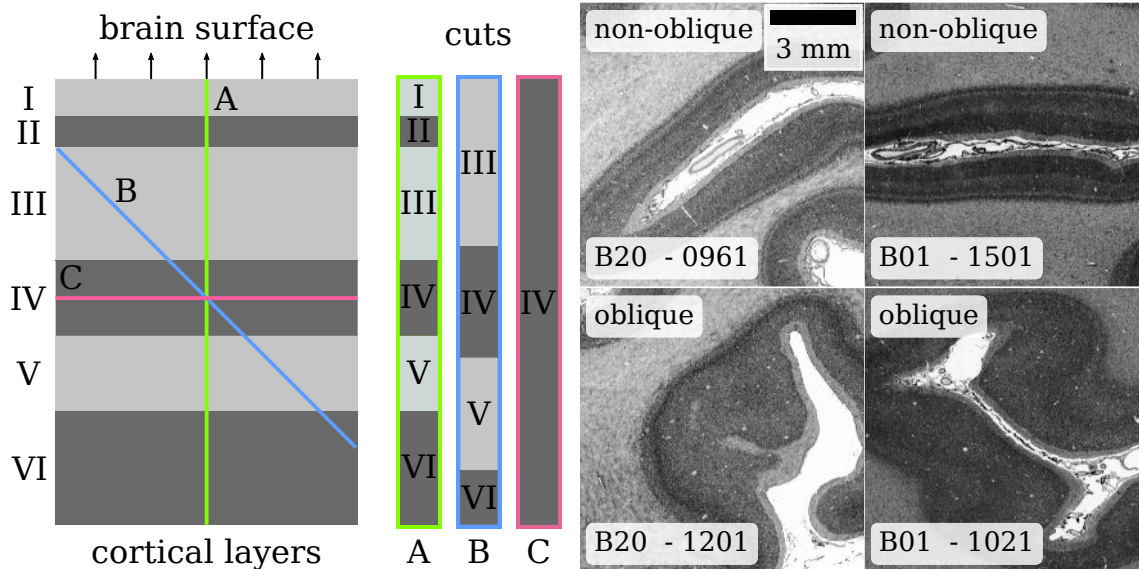 brain surface
I
II
III
IV
V
VI
A
B
C
cortical layers
cuts
I
II
III
IV
V
VI
III
IV
V
VI
IV
A B C
non-oblique
3 mm
B20 - 0961
non-oblique
B01 - 1501
oblique
B20 - 1201
oblique
B01 - 1021